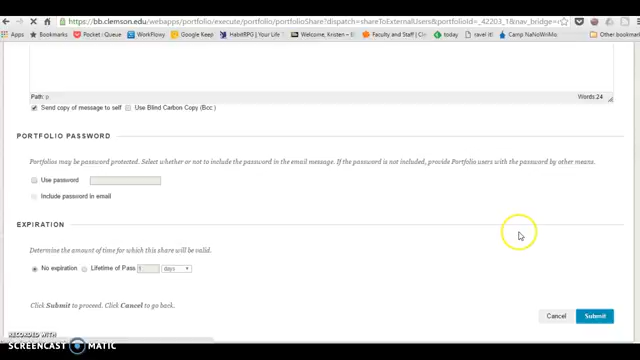 https://bb.clemson.edu/webapps/portfolio/execute/portfolio/portfolioShare?dispatch=shareToExternalUsers&portfolioId=_42203_1&nav_bridge=
Apps Bookmarks Pocket : Queue WorkFlowy Google Keep HabitRPG | Your Life Welcome, Kristen Faculty and Staff | Cl today ravel it! Camp NaNoWriMo Other bookmarks
Path: p Words:24
Send copy of message to self Use Blind Carbon Copy (Bcc:)
PORTFOLIO PASSWORD
Portfolios may be password protected. Select whether or not to include the password in the email message. If the password is not included, provide Portfolio users with the password by other means.
Use password
Include password in email
EXPIRATION
Determine the amount of time for which this share will be valid.
No expiration Lifetime of Pass 1 days
Click Submit to proceed. Click Cancel to go back.
Cancel Submit
RECORDED WITH
SCREENCAST MATIC